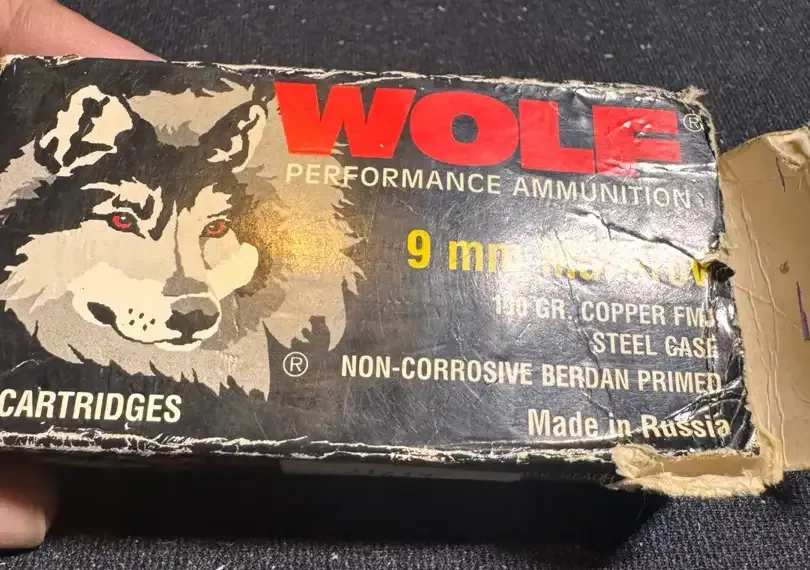 WOLF®
PERFORMANCE AMMUNITION
9 mm
GR. COPPER FMJ
STEEL CASE
®
NON-CORROSIVE BERDAN PRIMED
CARTRIDGES
Made in Russia